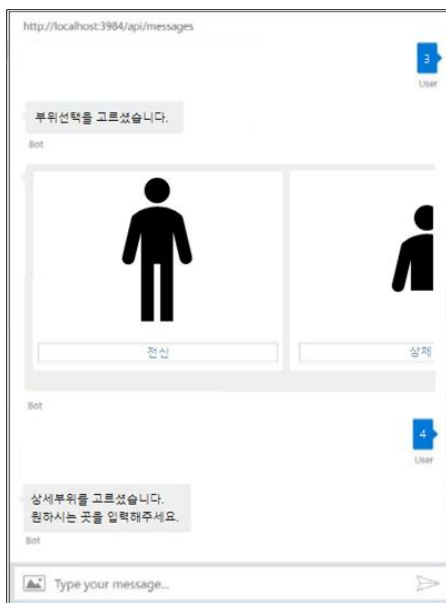 http://localhost:3984/api/messages
3
User
부위선택을 고르셨습니다.
Bot
전신
상체
Bot
4
User
상세부위를 고르셨습니다.
원하시는 곳을 입력해주세요.
Bot
Type your message...